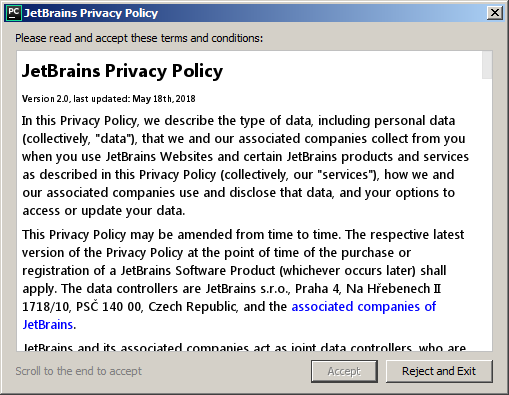 PC JetBrains Privacy Policy
Please read and accept these terms and conditions:
JetBrains Privacy Policy
Version 2.0, last updated: May 18th, 2018
In this Privacy Policy, we describe the type of data, including personal data
(collectively, "data"), that we and our associated companies collect from you
when you use JetBrains Websites and certain JetBrains products and services
as described in this Privacy Policy (collectively, our "services"), how we and
our associated companies use and disclose that data, and your options to
access or update your data.
This Privacy Policy may be amended from time to time. The respective latest
version of the Privacy Policy at the point of time of the purchase or
registration of a JetBrains Software Product (whichever occurs later) shall
apply. The data controllers are JetBrains s.r.o., Praha 4, Na Hřebenech II
1718/10, PSČ 140 00, Czech Republic, and the associated companies of
JetBrains.
JetBrains and its associated companies act as joint data controllers, who are
Scroll to the end to accept
Accept
Reject and Exit